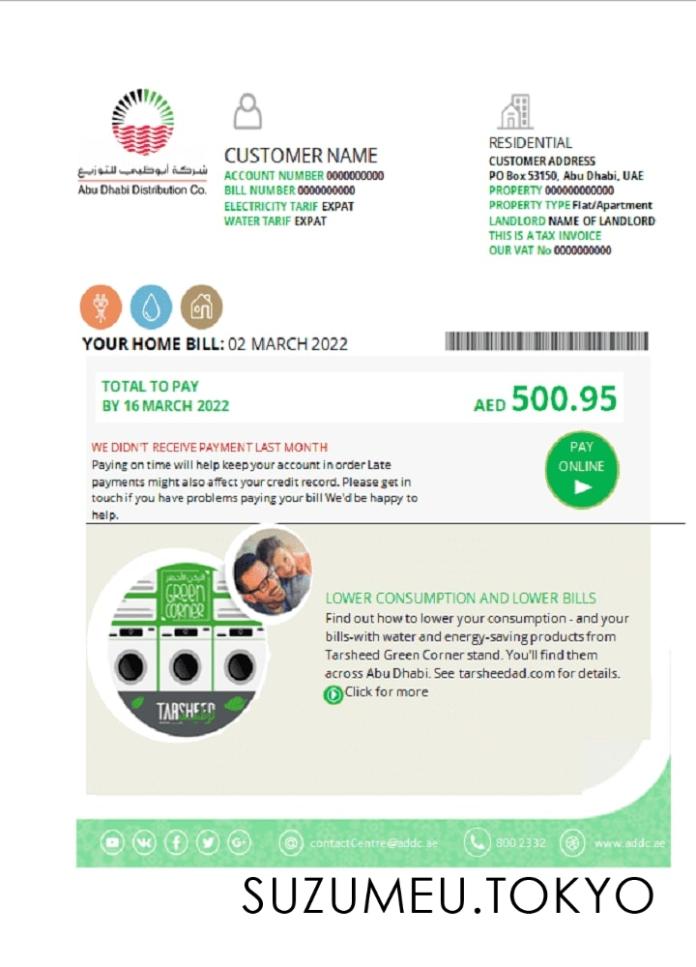 شركة أبوظبي للتوزيع
Abu Dhabi Distribution Co.
CUSTOMER NAME
ACCOUNT NUMBER 0000000000
BILL NUMBER 0000000000
ELECTRICITY TARIF EXPAT
WATER TARIF EXPAT
RESIDENTIAL
CUSTOMER ADDRESS
PO Box 53150, Abu Dhabi, UAE
PROPERTY 000000000000
PROPERTY TYPE Flat/Apartment
LANDLORD NAME OF LANDLORD
THIS IS A TAX INVOICE
OUR VAT No 0000000000
YOUR HOME BILL: 02 MARCH 2022
TOTAL TO PAY
BY 16 MARCH 2022
AED 500.95
WE DIDN'T RECEIVE PAYMENT LAST MONTH
Paying on time will help keep your account in order Late
payments might also affect your credit record. Please get in
touch if you have problems paying your bill We'd be happy to
help.
PAY
ONLINE
الركن الأخضر
GREEN
CORNER
TARSHEED
LOWER CONSUMPTION AND LOWER BILLS
Find out how to lower your consumption - and your
bills-with water and energy-saving products from
Tarsheed Green Corner stand. You'll find them
across Abu Dhabi. See tarsheedad.com for details.
Click for more
contactCentre@addc.ae
800 2332
www.addc.ae
SUZUMEU.TOKYO